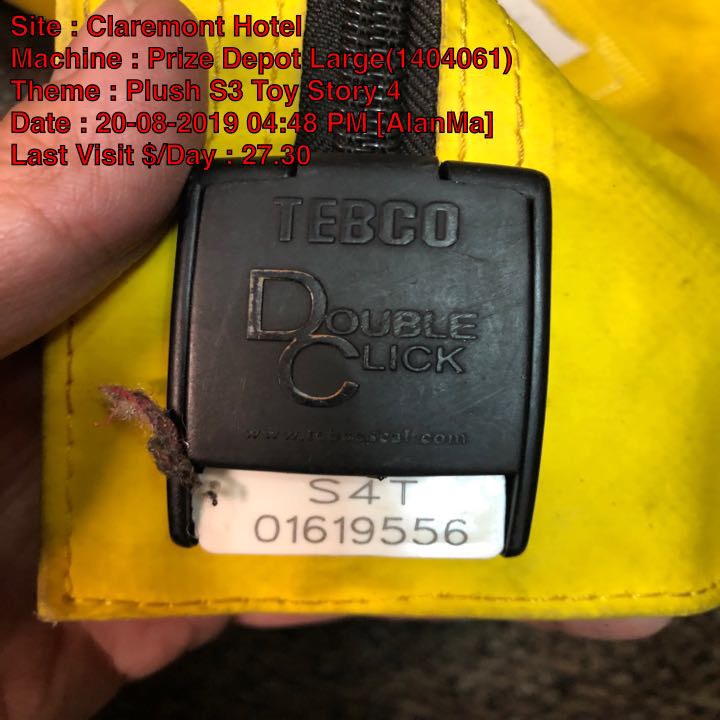 Site : Claremont Hotel
Machine : Prize Depot Large(1404061)
Theme : Plush S3 Toy Story 4
Date : 20-08-2019 04:48 PM [AlanMa]
Last Visit $/Day : 27.30
TEBCO
DOUBLE
CLICK
S4T
01619556